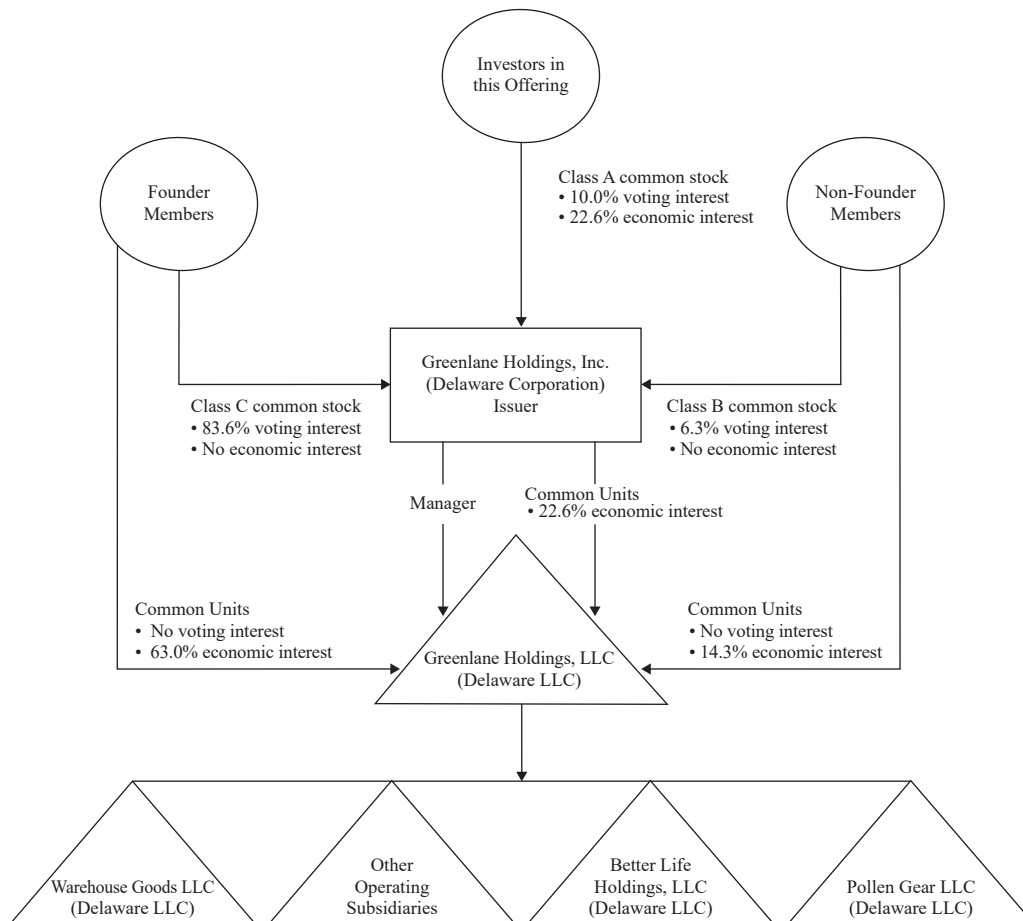 Investors in
this Offering
Founder
Members
Class A common stock
• 10.0% voting interest
• 22.6% economic interest
Non-Founder
Members
Greenlane Holdings, Inc.
(Delaware Corporation)
Issuer
Class C common stock
• 83.6% voting interest
• No economic interest
Class B common stock
• 6.3% voting interest
• No economic interest
Manager
Common Units
• 22.6% economic interest
Common Units
• No voting interest
• 63.0% economic interest
Common Units
• No voting interest
• 14.3% economic interest
Greenlane Holdings, LLC
(Delaware LLC)
Warehouse Goods LLC
(Delaware LLC)
Other
Operating
Subsidiaries
Better Life
Holdings, LLC
(Delaware LLC)
Pollen Gear LLC
(Delaware LLC)